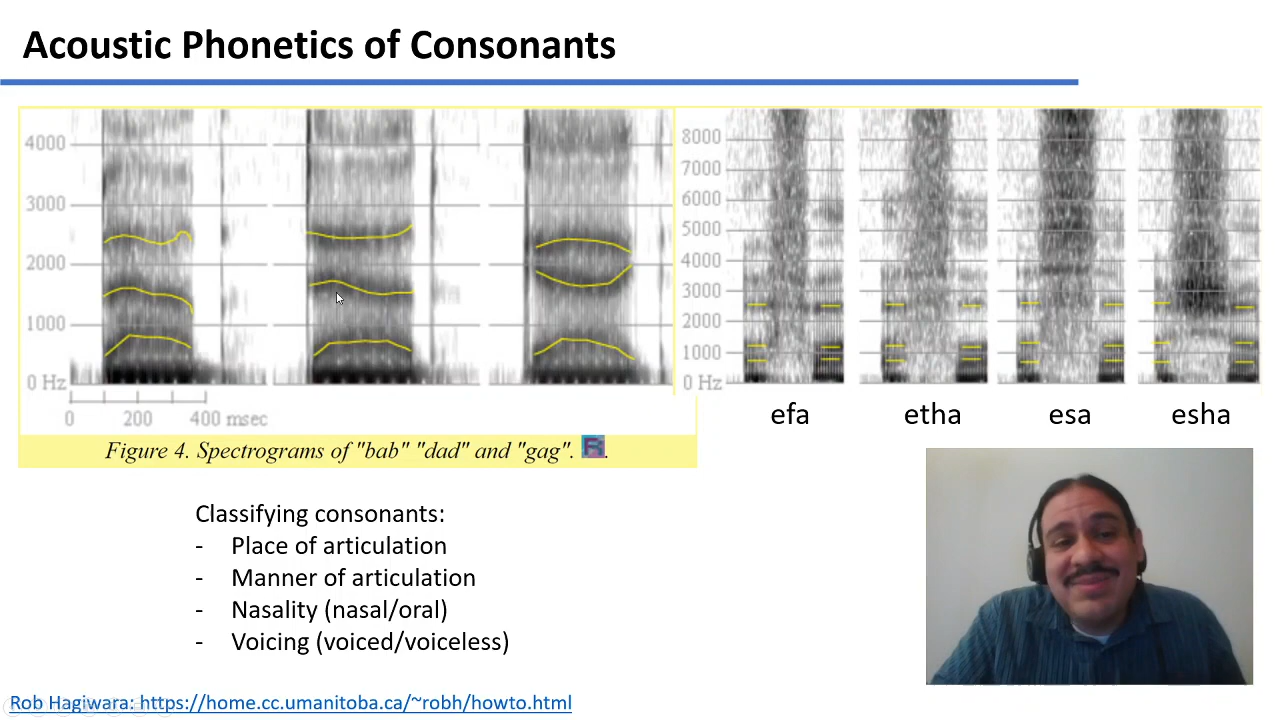 Acoustic Phonetics of Consonants
4000
3000
2000
1000
0 Hz
0 200 400 msec
Figure 4. Spectrograms of "bab" "dad" and "gag". R.
8000
7000
6000
5000
4000
3000
2000
1000
0 Hz
efa etha esa esha
Classifying consonants:
- Place of articulation
- Manner of articulation
- Nasality (nasal/oral)
- Voicing (voiced/voiceless)
Rob Hagiwara: https://home.cc.umanitoba.ca/~robh/howto.html